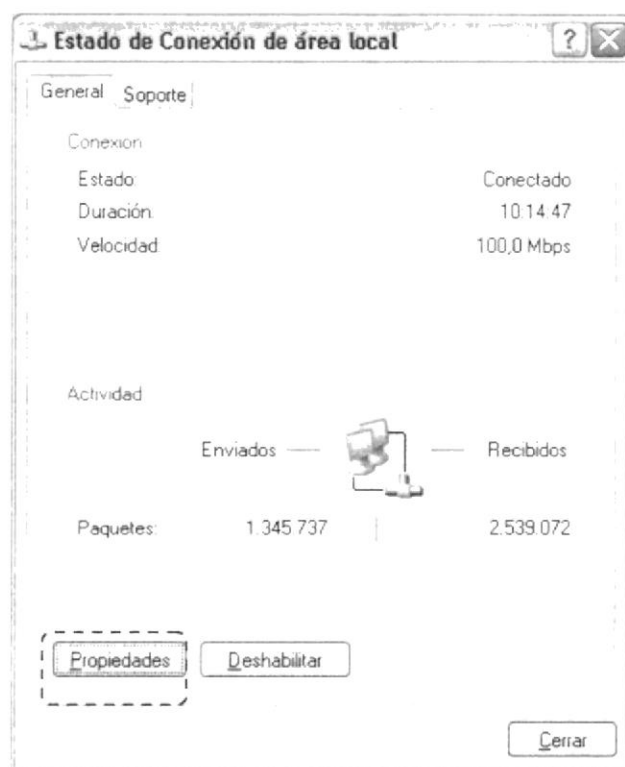 Estado de Conexión de área local
General Soporte
Conexion
Estado: Conectado
Duración: 10:14:47
Velocidad: 100,0 Mbps
Actividad
Enviados Recibidos
Paquetes: 1.345.737 2.539.072
Propiedades Deshabilitar
Cerrar